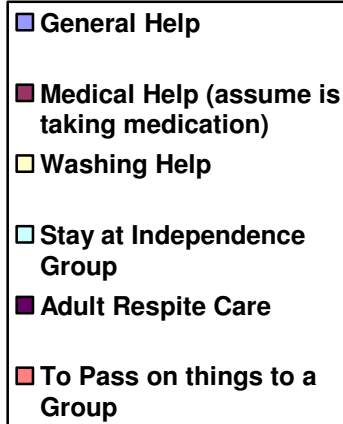 General Help
Medical Help (assume is
taking medication)
Washing Help
Stay at Independence
Group
Adult Respite Care
To Pass on things to a
Group